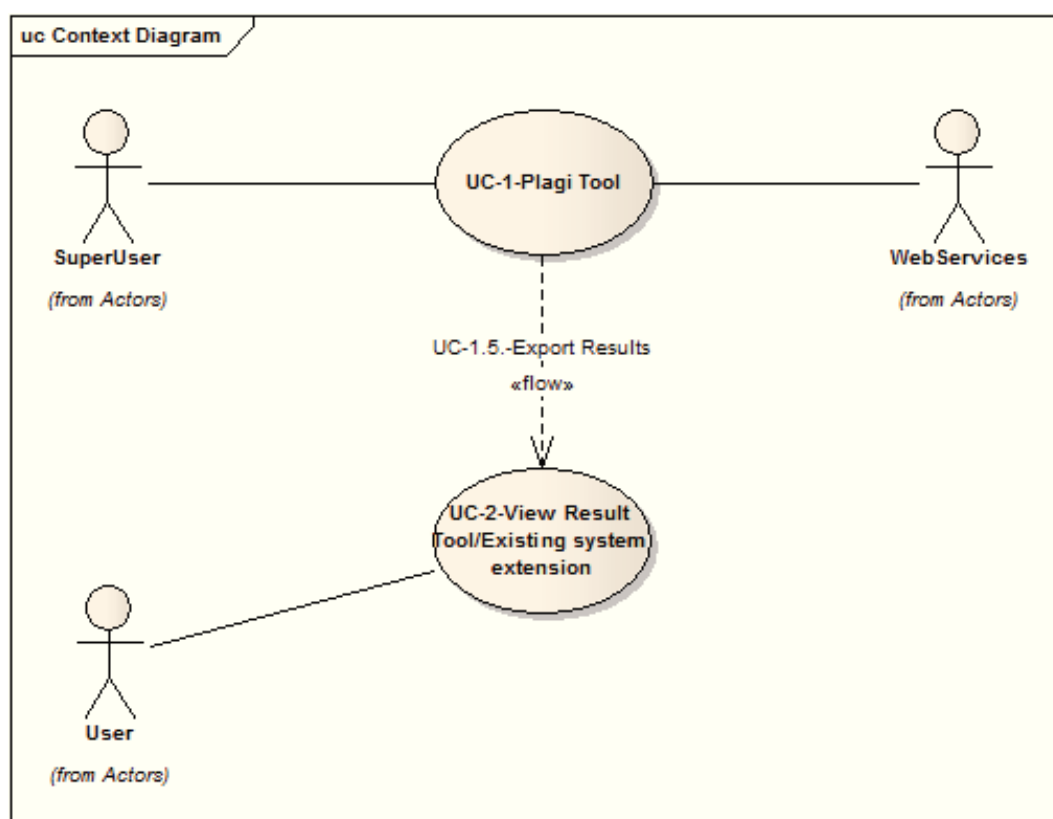 uc Context Diagram
UC-1-Plagi Tool
SuperUser
(from Actors)
WebServices
(from Actors)
UC-1.5.-Export Results
«flow»
UC-2-View Result
Tool/Existing system
extension
User
(from Actors)